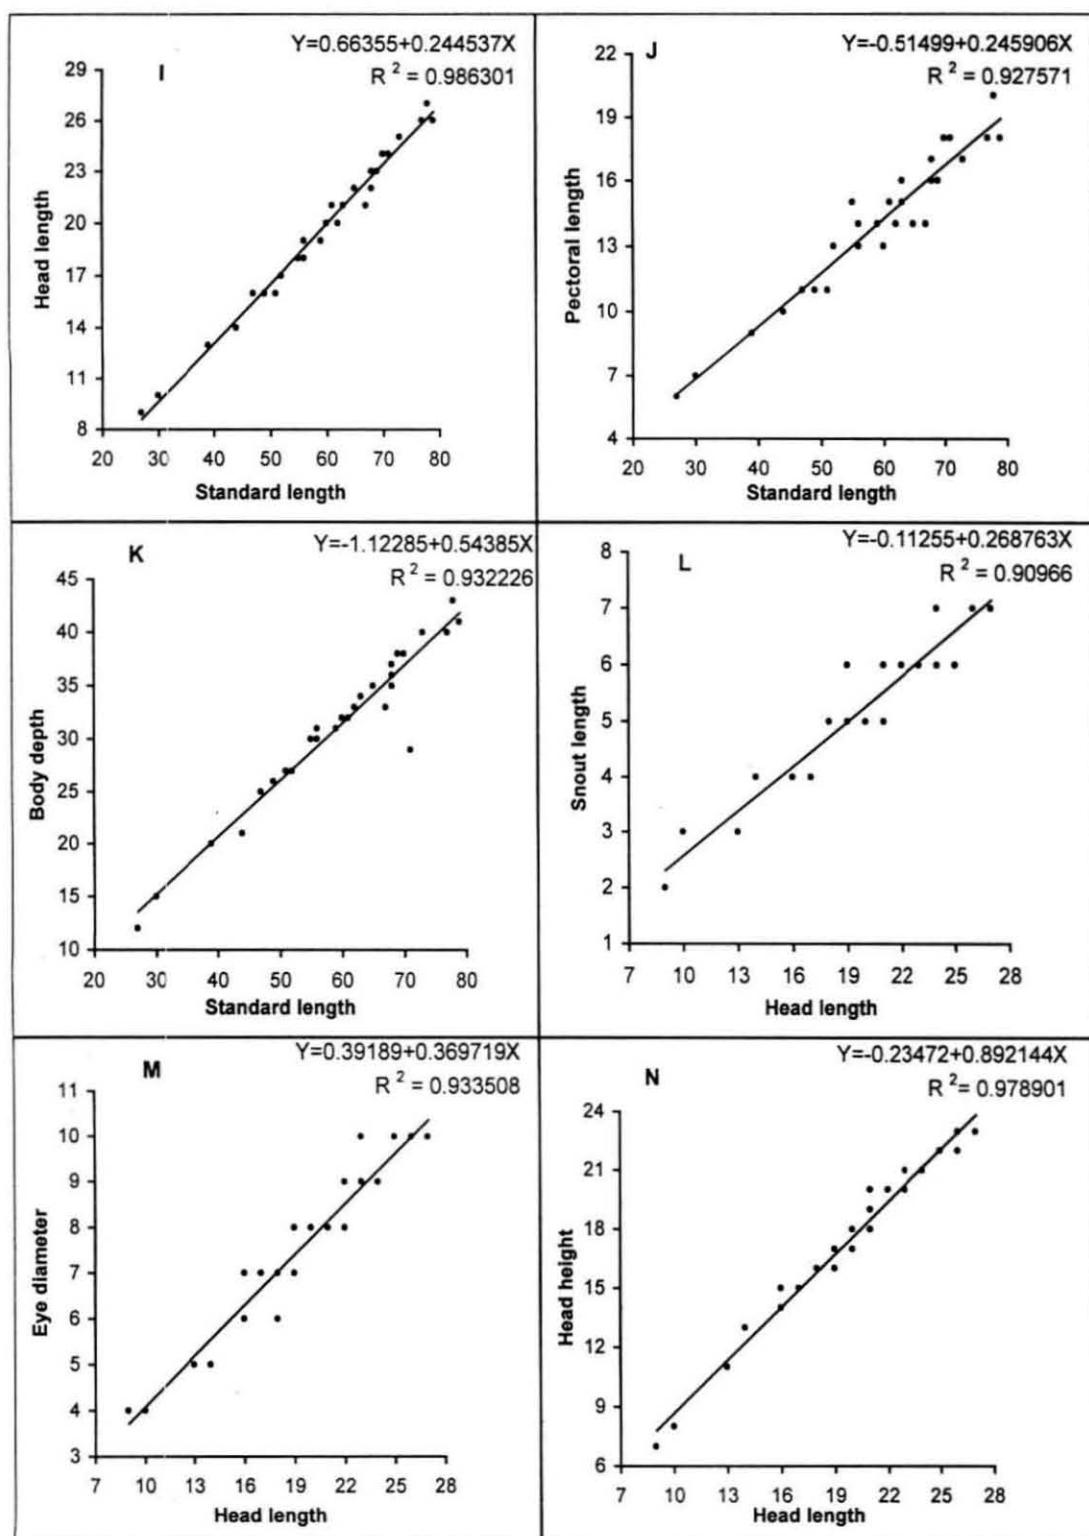 Y=0.66355+0.244537X
R 2 = 0.986301
I
29
26
23
20
17
14
11
8
Head length
20 30 40 50 60 70 80
Standard length
Y=-0.51499+0.245906X
R 2 = 0.927571
J
22
19
16
13
10
7
4
Pectoral length
20 30 40 50 60 70 80
Standard length
Y=-1.12285+0.54385X
R 2 = 0.932226
K
45
40
35
30
25
20
15
10
Body depth
20 30 40 50 60 70 80
Standard length
Y=-0.11255+0.268763X
R 2 = 0.90966
L
8
7
6
5
4
3
2
1
Snout length
7 10 13 16 19 22 25 28
Head length
Y=0.39189+0.369719X
R 2 = 0.933508
M
11
10
9
8
7
6
5
4
3
Eye diameter
7 10 13 16 19 22 25 28
Head length
Y=-0.23472+0.892144X
R 2 = 0.978901
N
24
21
18
15
12
9
6
Head height
7 10 13 16 19 22 25 28
Head length